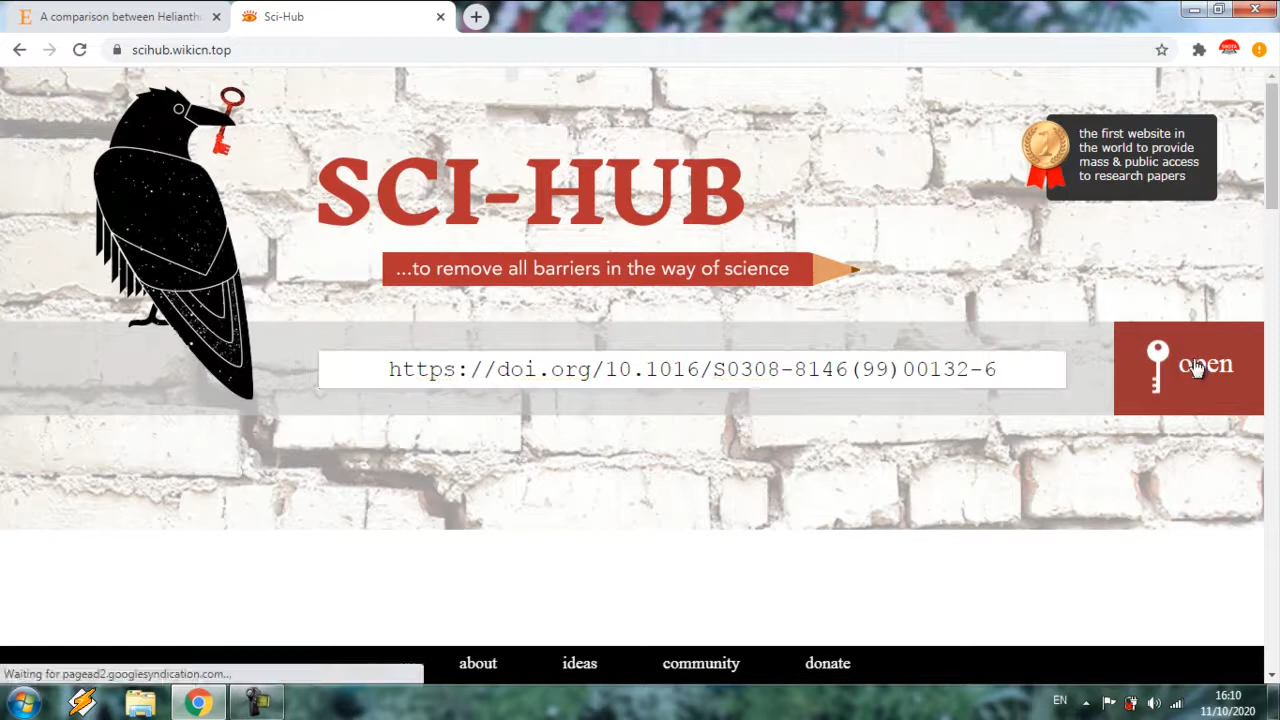 A comparison between Helianth
Sci-Hub
scihub.wikicn.top
the first website in
the world to provide
mass & public access
to research papers
1
SCI-HUB
...to remove all barriers in the way of science
https://doi.org/10.1016/S0308-8146(99)00132-6
open
about
ideas
community
donate
Waiting for pagead2.googlesyndication.com...
EN
16:10
11/10/2020